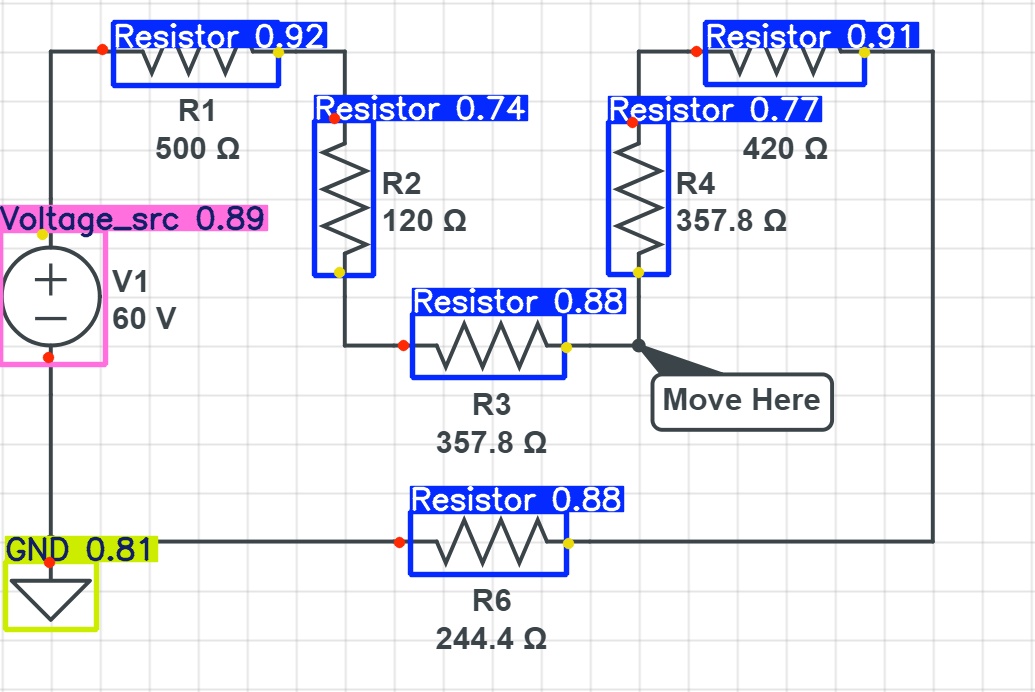 Resistor 0.92
Resistor 0.91
R1
500 Ω
Resistor 0.74
Resistor 0.77
420 Ω
R2
120 Ω
R4
357.8 Ω
Voltage_src 0.89
V1
60 V
Resistor 0.88
Move Here
R3
357.8 Ω
Resistor 0.88
GND 0.81
R6
244.4 Ω